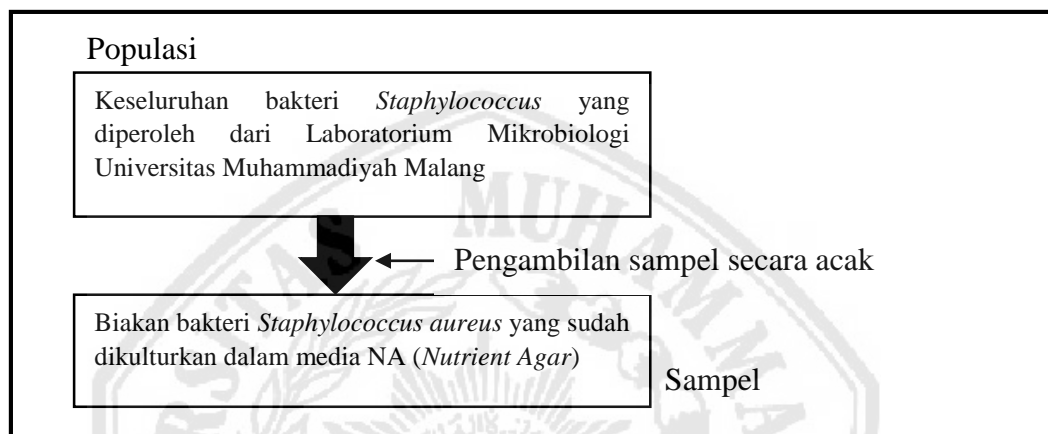 Populasi
Keseluruhan bakteri Staphylococcus yang
diperoleh dari Laboratorium Mikrobiologi
Universitas Muhammadiyah Malang
Pengambilan sampel secara acak
Biakan bakteri Staphylococcus aureus yang sudah
dikulturkan dalam media NA (Nutrient Agar)
Sampel